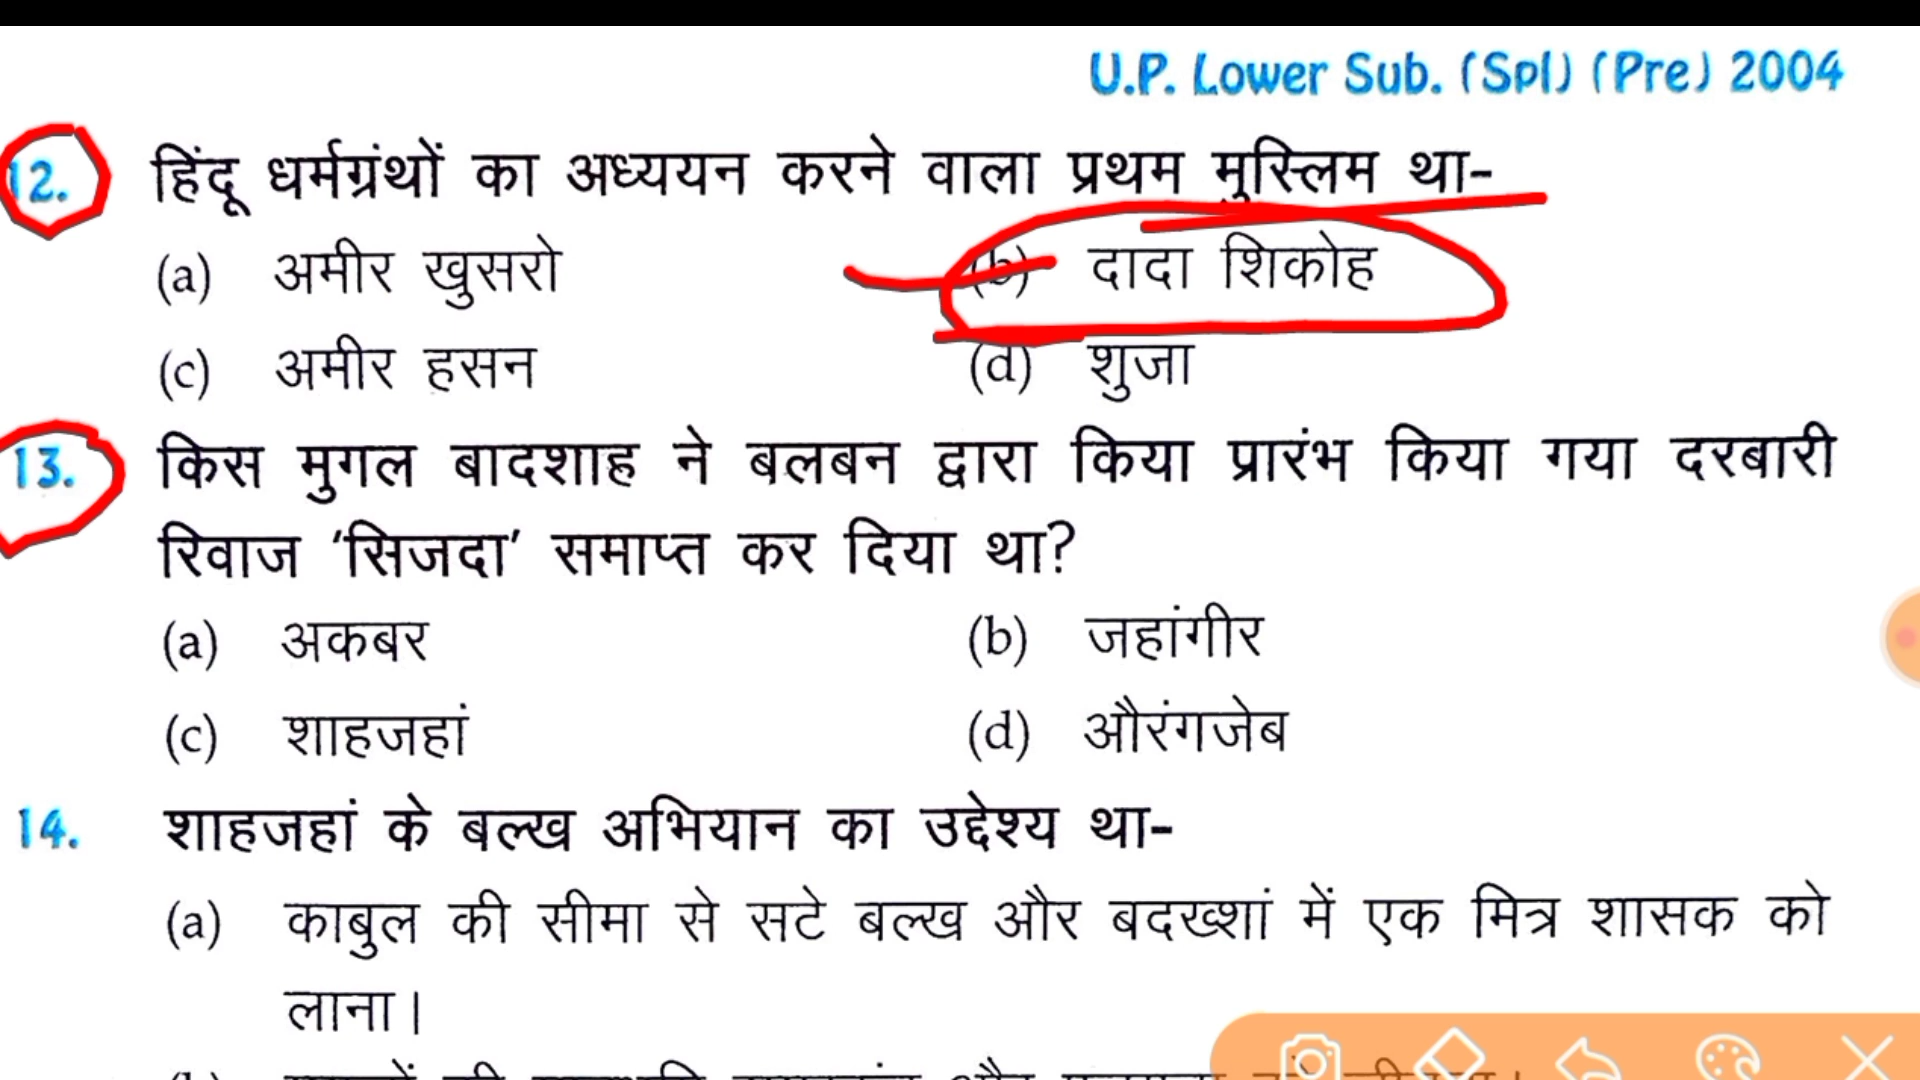 U.P. Lower Sub. (Spl) (Pre) 2004
12. हिंदू धर्मग्रंथों का अध्ययन करने वाला प्रथम मुस्लिम था-
(a) अमीर खुसरो (b) दादा शिकोह
(c) अमीर हसन (d) शुजा
13. किस मुगल बादशाह ने बलबन द्वारा किया प्रारंभ किया गया दरबारी
रिवाज 'सिजदा' समाप्त कर दिया था?
(a) अकबर (b) जहांगीर
(c) शाहजहां (d) औरंगजेब
14. शाहजहां के बल्ख अभियान का उद्देश्य था-
(a) काबुल की सीमा से सटे बल्ख और बदख्शां में एक मित्र शासक को
लाना।